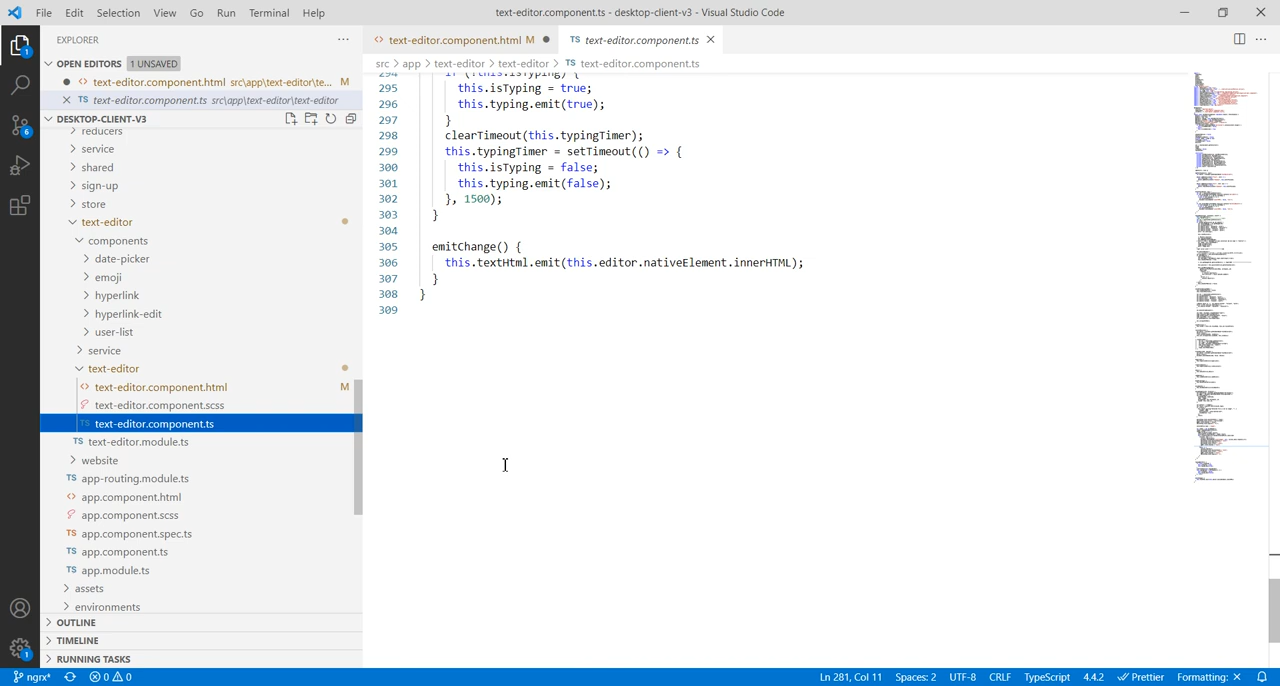 File Edit Selection View Go Run Terminal Help
text-editor.component.ts - desktop-client-v3 - Visual Studio Code
EXPLORER
text-editor.component.html M
text-editor.component.ts
src > app > text-editor > text-editor > TS text-editor.component.ts
OPEN EDITORS 1 UNSAVED
text-editor.component.html src\app\text-editor\te... M
TS text-editor.component.ts src\app\text-editor\text-editor
DESKTOP-CLIENT-V3
reducers
service
shared
sign-up
store
text-editor
components
date-picker
emoji
hyperlink
hyperlink-edit
user-list
service
text-editor
text-editor.component.html M
text-editor.component.scss
TS text-editor.component.ts
TS text-editor.module.ts
website
TS app-routing.module.ts
app.component.html
app.component.scss
TS app.component.spec.ts
TS app.component.ts
TS app.module.ts
assets
environments
OUTLINE
TIMELINE
RUNNING TASKS
294 if (!this.isTyping) {
295 this.isTyping = true;
296 this.typing.emit(true);
297 }
298 clearTimeout(this.typingTimer);
299 this.typingTimer = setTimeout(() => {
300 this.isTyping = false;
301 this.typing.emit(false);
302 }, 1500);
303
304
305 emitChange
306 emit(this.editor.nativeElement.innerHTML);
307
308 }
309
ngrx* 0 0
Ln 281, Col 11 Spaces: 2 UTF-8 CRLF TypeScript 4.4.2 Prettier Formatting: ✕